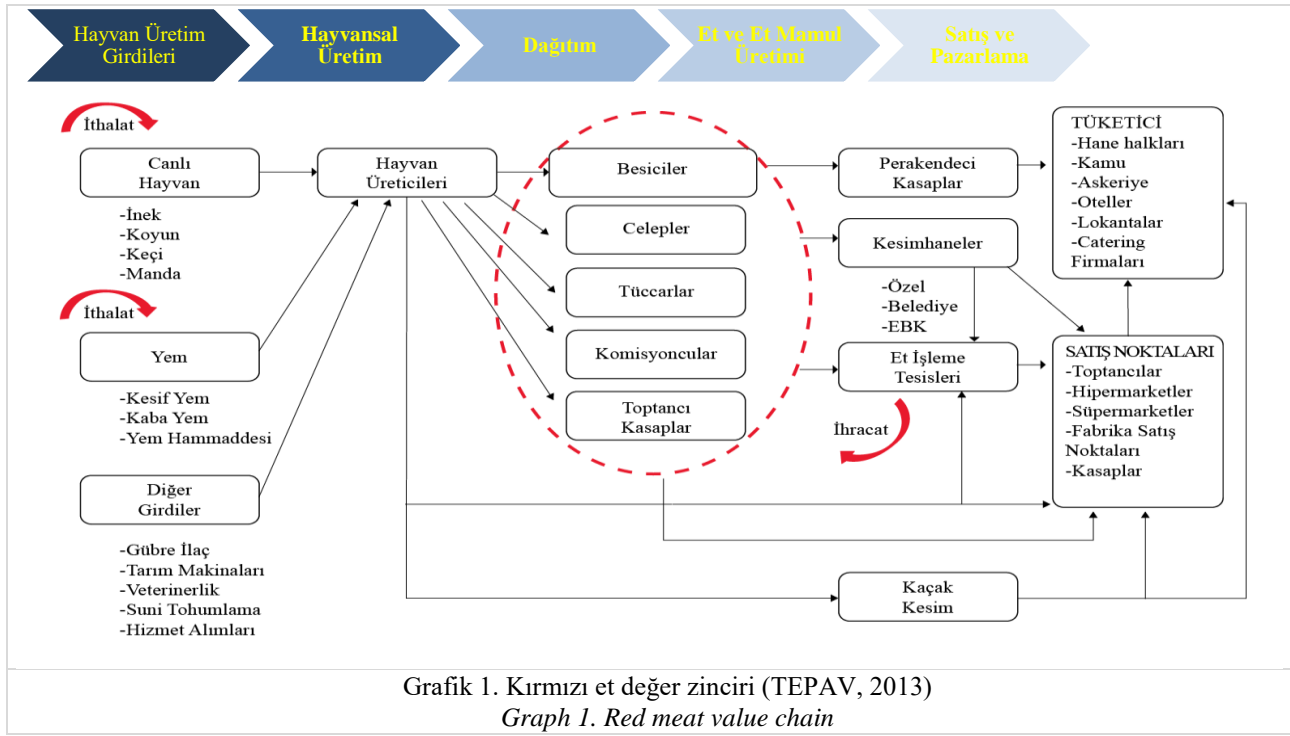 Hayvan Üretim
Girdileri
Hayvansal
Üretim
Dağıtım
Et ve Et Mamul
Üretimi
Satış ve
Pazarlama
İthalat
Canlı
Hayvan
-İnek
-Koyun
-Keçi
-Manda
İthalat
Yem
-Kesif Yem
-Kaba Yem
-Yem Hammaddesi
Diğer
Girdiler
-Gübre İlaç
-Tarım Makinaları
-Veterinerlik
-Suni Tohumlama
-Hizmet Alımları
Hayvan
Üreticileri
Besiciler
Celepler
Tüccarlar
Komisyoncular
Toptancı
Kasaplar
Perakendeci
Kasaplar
Kesimhaneler
-Özel
-Belediye
-EBK
Et İşleme
Tesisleri
İhracat
Kaçak
Kesim
TÜKETİCİ
-Hane halkları
-Kamu
-Askeriye
-Oteller
-Lokantalar
-Catering
Firmaları
SATIŞ NOKTALARI
-Toptancılar
-Hipermarketler
-Süpermarketler
-Fabrika Satış
Noktaları
-Kasaplar
Grafik 1. Kırmızı et değer zinciri (TEPAV, 2013)
Graph 1. Red meat value chain